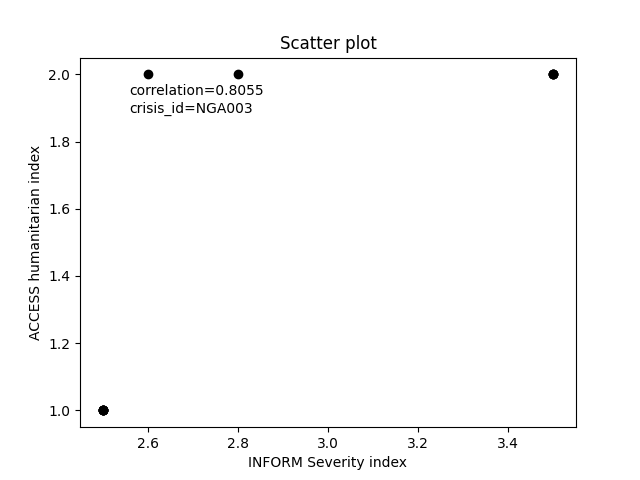 Scatter plot
2.0
correlation=0.8055
crisis_id=NGA003
1.8
1.6
ACCESS humanitarian index
1.4
1.2
1.0
2.6 2.8 3.0 3.2 3.4
INFORM Severity index